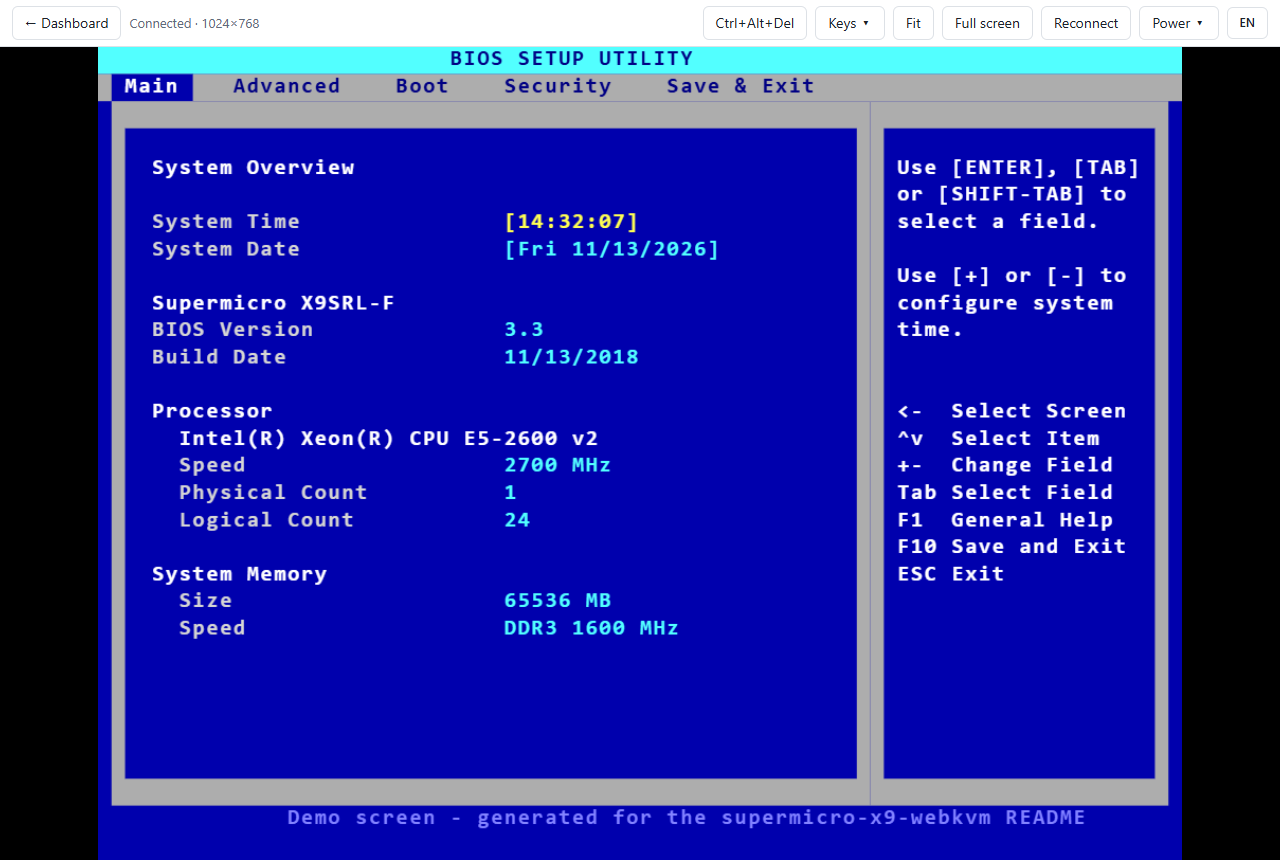 ← Dashboard Connected · 1024×768 Ctrl+Alt+Del Keys ▾ Fit Full screen Reconnect Power ▾ EN
BIOS SETUP UTILITY
Main Advanced Boot Security Save & Exit
System Overview
System Time [14:32:07]
System Date [Fri 11/13/2026]
Supermicro X9SRL-F
BIOS Version 3.3
Build Date 11/13/2018
Processor
Intel(R) Xeon(R) CPU E5-2600 v2
Speed 2700 MHz
Physical Count 1
Logical Count 24
System Memory
Size 65536 MB
Speed DDR3 1600 MHz
Use [ENTER], [TAB]
or [SHIFT-TAB] to
select a field.
Use [+] or [-] to
configure system
time.
<- Select Screen
^v Select Item
+- Change Field
Tab Select Field
F1 General Help
F10 Save and Exit
ESC Exit
Demo screen - generated for the supermicro-x9-webkvm README